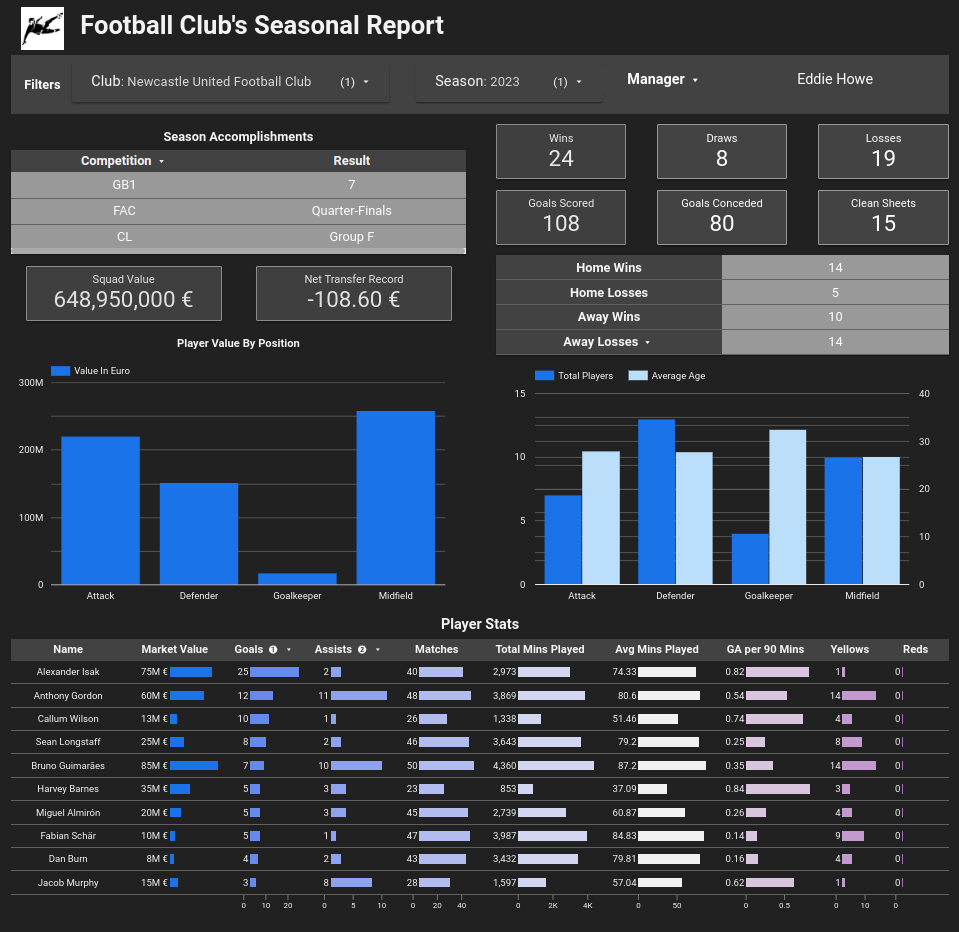 Football Club's Seasonal Report
Filters
Club: Newcastle United Football Club (1)
Season: 2023 (1)
Manager
Eddie Howe
Season Accomplishments
Competition Result
GB1 7
FAC Quarter-Finals
CL Group F
Squad Value
648,950,000 €
Net Transfer Record
-108.60 €
Wins
24
Draws
8
Losses
19
Goals Scored
108
Goals Conceded
80
Clean Sheets
15
Home Wins 14
Home Losses 5
Away Wins 10
Away Losses 14
Player Value By Position
Value In Euro
300M
200M
100M
0
Attack Defender Goalkeeper Midfield
Total Players Average Age
15 40
30
10
20
5
10
0 0
Attack Defender Goalkeeper Midfield
Player Stats
Name Market Value Goals 1 Assists 2 Matches Total Mins Played Avg Mins Played GA per 90 Mins Yellows Reds
Alexander Isak 75M € 25 2 40 2,973 74.33 0.82 1 0
Anthony Gordon 60M € 12 11 48 3,869 80.6 0.54 14 0
Callum Wilson 13M € 10 1 26 1,338 51.46 0.74 4 0
Sean Longstaff 25M € 8 2 46 3,643 79.2 0.25 8 0
Bruno Guimarães 85M € 7 10 50 4,360 87.2 0.35 14 0
Harvey Barnes 35M € 5 3 23 853 37.09 0.84 3 0
Miguel Almirón 20M € 5 3 45 2,739 60.87 0.26 4 0
Fabian Schär 10M € 5 1 47 3,987 84.83 0.14 9 0
Dan Burn 8M € 4 2 43 3,432 79.81 0.16 4 0
Jacob Murphy 15M € 3 8 28 1,597 57.04 0.62 1 0
0 10 20 0 5 10 0 20 40 0 2K 4K 0 50 0 0.5 0 10 0